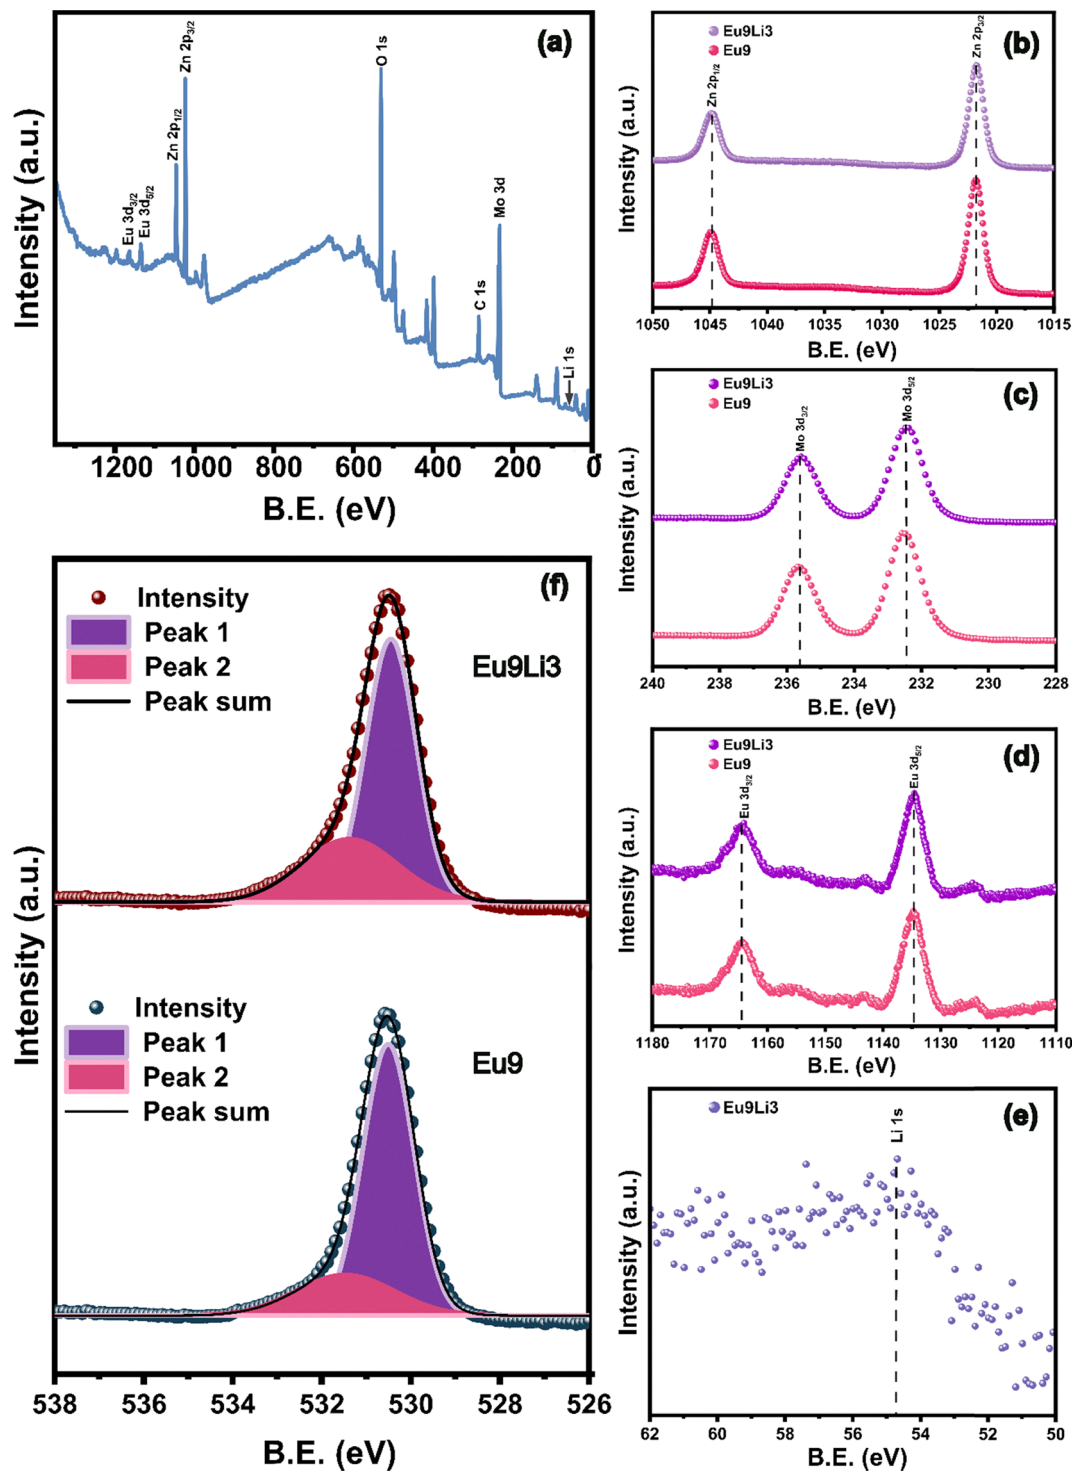 (a)
Intensity (a.u.)
Eu 3d3/2
Eu 3d5/2
Zn 2p1/2
Zn 2p3/2
O 1s
C 1s
Mo 3d
Li 1s
1200 1000 800 600 400 200 0
B.E. (eV)
(b)
Eu9Li3
Eu9
Zn 2p1/2
Zn 2p3/2
Intensity (a.u.)
1050 1045 1040 1035 1030 1025 1020 1015
B.E. (eV)
(c)
Eu9Li3
Eu9
Mo 3d3/2
Mo 3d5/2
Intensity (a.u.)
240 238 236 234 232 230 228
B.E. (eV)
(d)
Eu9Li3
Eu9
Eu 3d3/2
Eu 3d5/2
Intensity (a.u.)
1180 1170 1160 1150 1140 1130 1120 1110
B.E. (eV)
(e)
Eu9Li3
Li 1s
Intensity (a.u.)
62 60 58 56 54 52 50
B.E. (eV)
(f)
Intensity
Peak 1
Peak 2
Peak sum
Eu9Li3
Intensity
Peak 1
Peak 2
Peak sum
Eu9
Intensity (a.u.)
538 536 534 532 530 528 526
B.E. (eV)